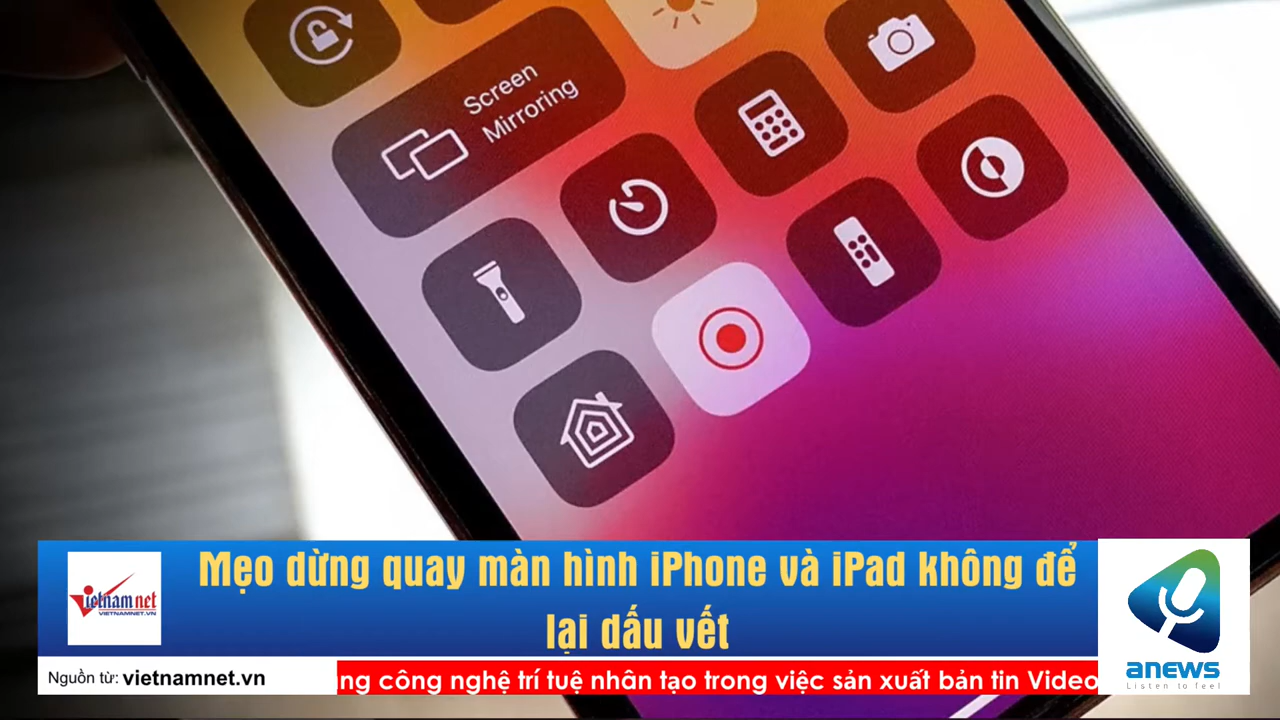 Screen
Mirroring
Mẹo dừng quay màn hình iPhone và iPad không để
lại dấu vết
Vietnamnet
VIETNAMNET.VN
Nguồn từ: vietnamnet.vn
ng công nghệ trí tuệ nhân tạo trong việc sản xuất bản tin Video
anews
Listen to feel